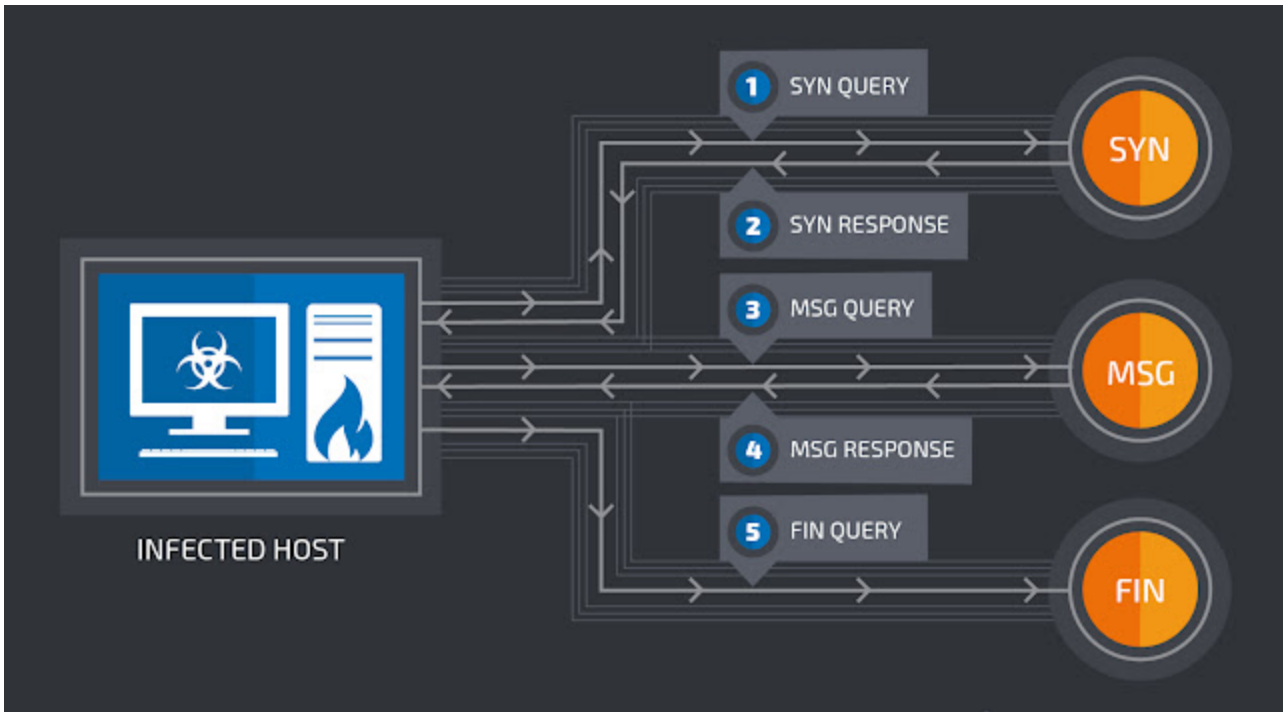 1 SYN QUERY
SYN
2 SYN RESPONSE
3 MSG QUERY
MSG
4 MSG RESPONSE
5 FIN QUERY
INFECTED HOST
FIN